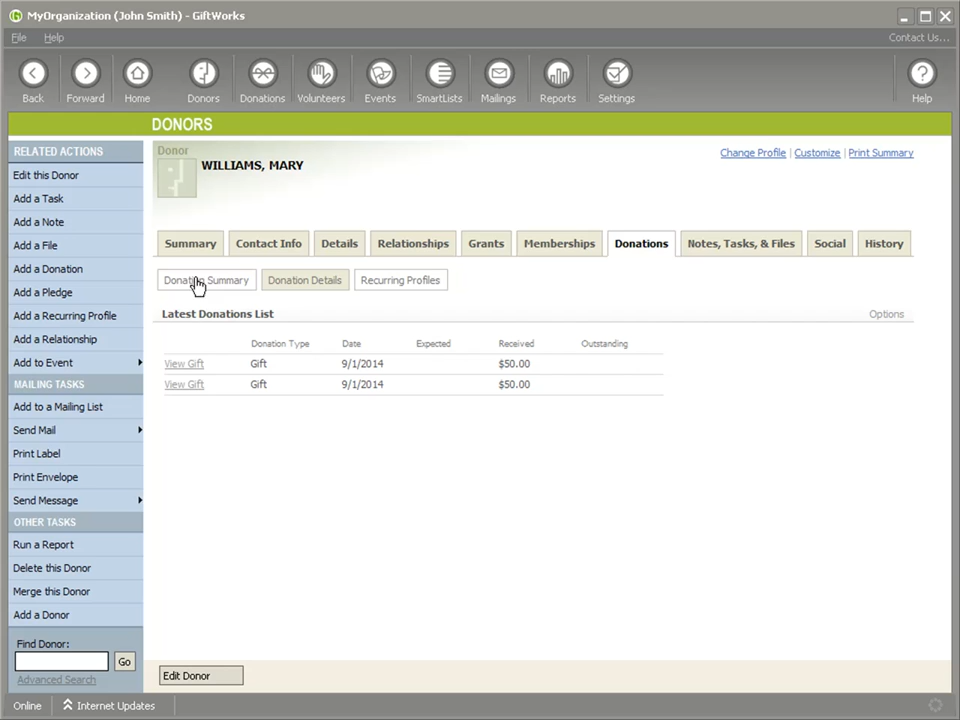 MyOrganization (John Smith) - GiftWorks
File Help Contact Us...
Back Forward Home Donors Donations Volunteers Events SmartLists Mailings Reports Settings Help
DONORS
RELATED ACTIONS
Edit this Donor
Add a Task
Add a Note
Add a File
Add a Donation
Add a Pledge
Add a Recurring Profile
Add a Relationship
Add to Event
MAILING TASKS
Add to a Mailing List
Send Mail
Print Label
Print Envelope
Send Message
OTHER TASKS
Run a Report
Delete this Donor
Merge this Donor
Add a Donor
Find Donor:
Go
Advanced Search
Donor
WILLIAMS, MARY
Change Profile | Customize | Print Summary
Summary Contact Info Details Relationships Grants Memberships Donations Notes, Tasks, & Files Social History
Donation Summary Donation Details Recurring Profiles
Latest Donations List Options
Donation Type Date Expected Received Outstanding
View Gift Gift 9/1/2014 $50.00
View Gift Gift 9/1/2014 $50.00
Edit Donor
Online Internet Updates